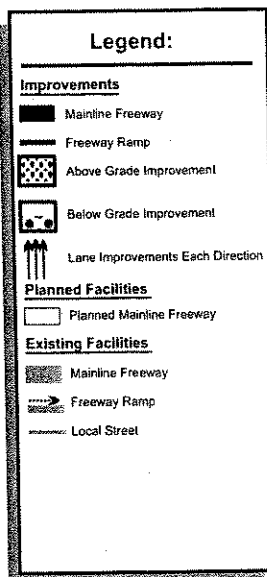 Legend:
Improvements
Mainline Freeway
Freeway Ramp
Above Grade Improvement
Below Grade Improvement
Lane Improvements Each Direction
Planned Facilities
Planned Mainline Freeway
Existing Facilities
Mainline Freeway
Freeway Ramp
Local Street